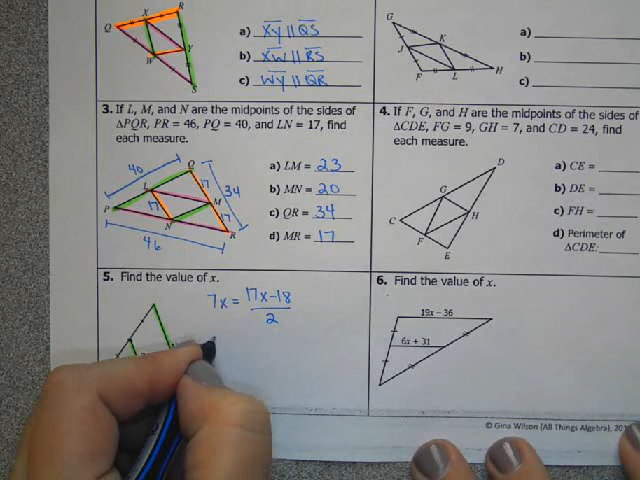 Q X R
Y
W
S
a) XY || QS
b) XW || RS
c) WY || QR
G
J K
F L H
a)
b)
c)
3. If L, M, and N are the midpoints of the sides of
ΔPQR, PR = 46, PQ = 40, and LN = 17, find
each measure.
40
Q
L 17 34
P 17 M
N 17
R
46
a) LM = 23
b) MN = 20
c) QR = 34
d) MR = 17
4. If F, G, and H are the midpoints of the sides of
ΔCDE, FG = 9, GH = 7, and CD = 24, find
each measure.
D
G
H
C
F
E
a) CE =
b) DE =
c) FH =
d) Perimeter of
ΔCDE:
5. Find the value of x.
7x = 17x-18
2
6. Find the value of x.
19x - 36
6x + 31
© Gina Wilson (All Things Algebra), 201